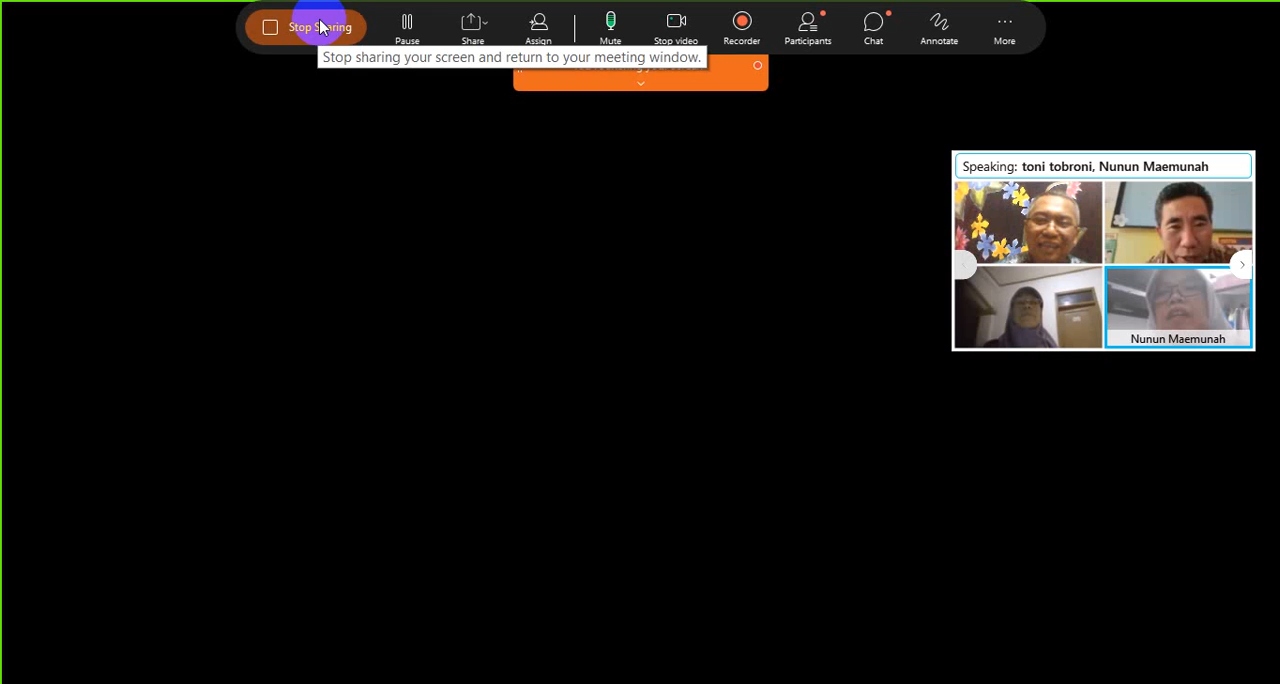 Stop Sharing
Pause
Share
Assign
Mute
Stop video
Recorder
Participants
Chat
Annotate
More
Stop sharing your screen and return to your meeting window.
Speaking: toni tobroni, Nunun Maemunah
Nunun Maemunah